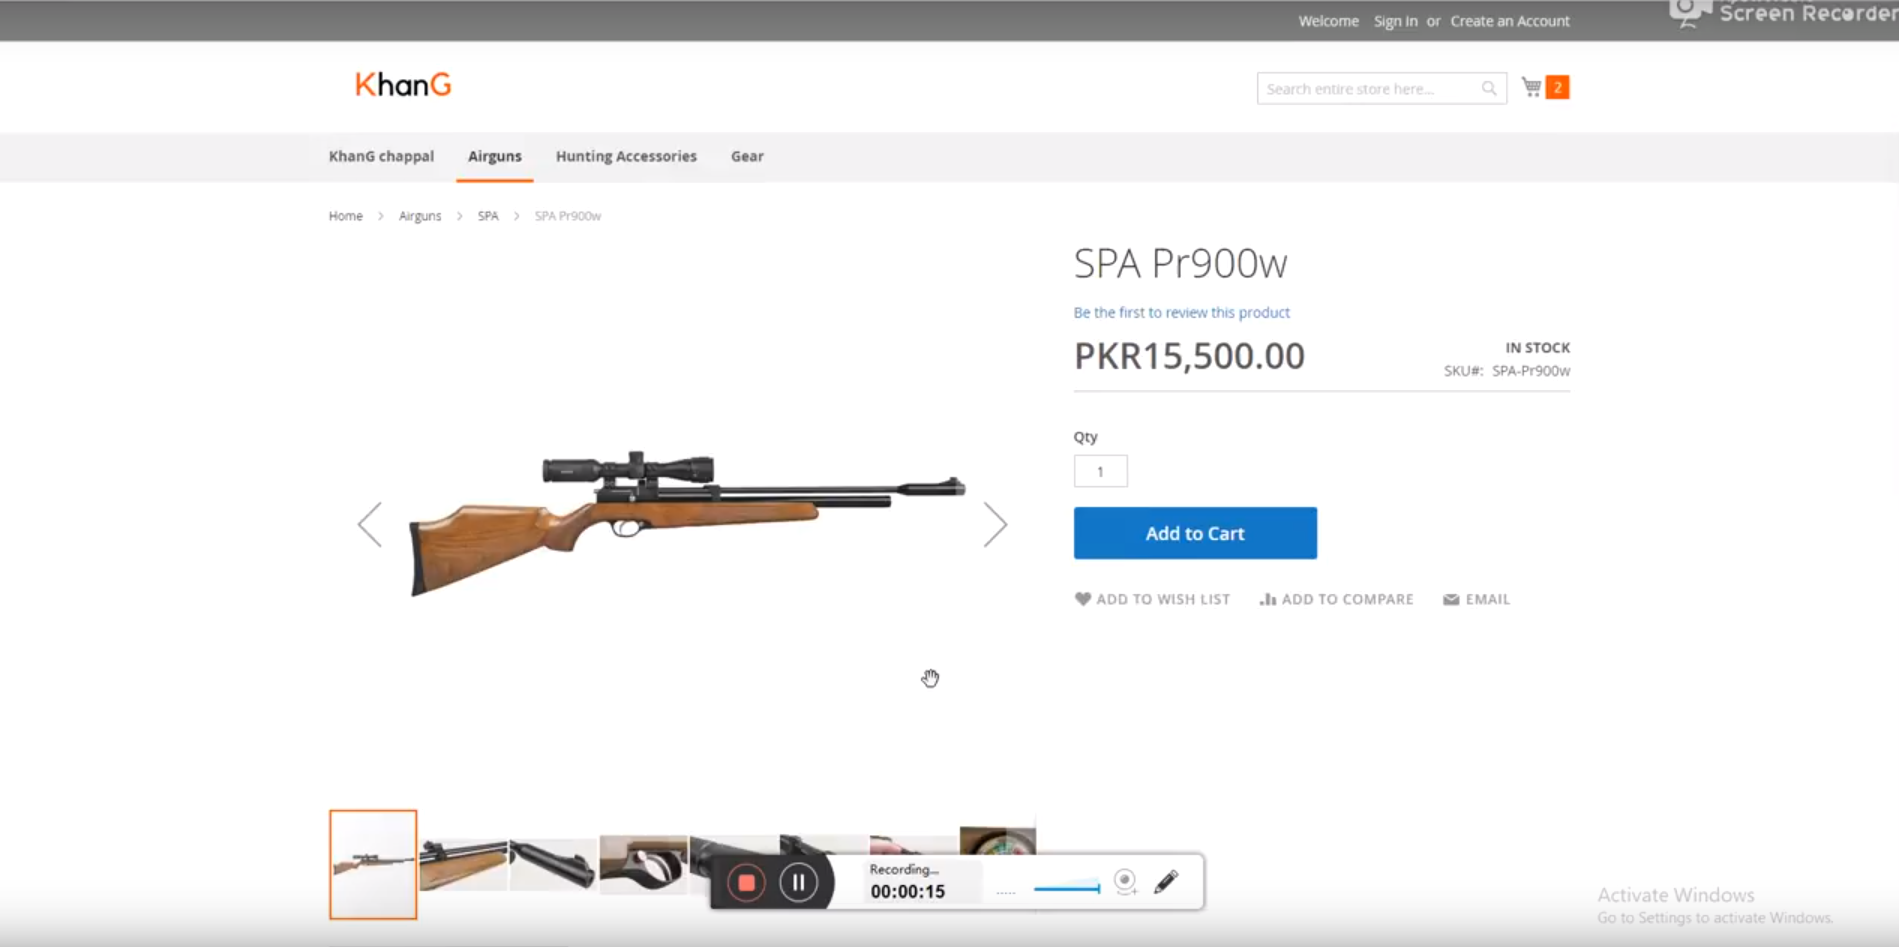 Welcome Sign In or Create an Account
Screen Recorder
KhanG
Search entire store here...
2
KhanG chappal Airguns Hunting Accessories Gear
Home > Airguns > SPA > SPA Pr900w
SPA Pr900w
Be the first to review this product
PKR15,500.00
IN STOCK
SKU#: SPA-Pr900w
Qty
1
Add to Cart
ADD TO WISH LIST ADD TO COMPARE EMAIL
Recording...
00:00:15
Activate Windows
Go to Settings to activate Windows.